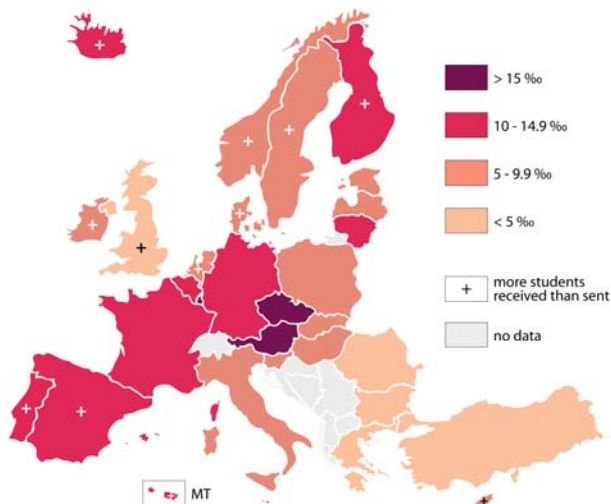 > 15 ‰
10 - 14.9 ‰
5 - 9.9 ‰
< 5 ‰
+ more students
received than sent
no data
MT